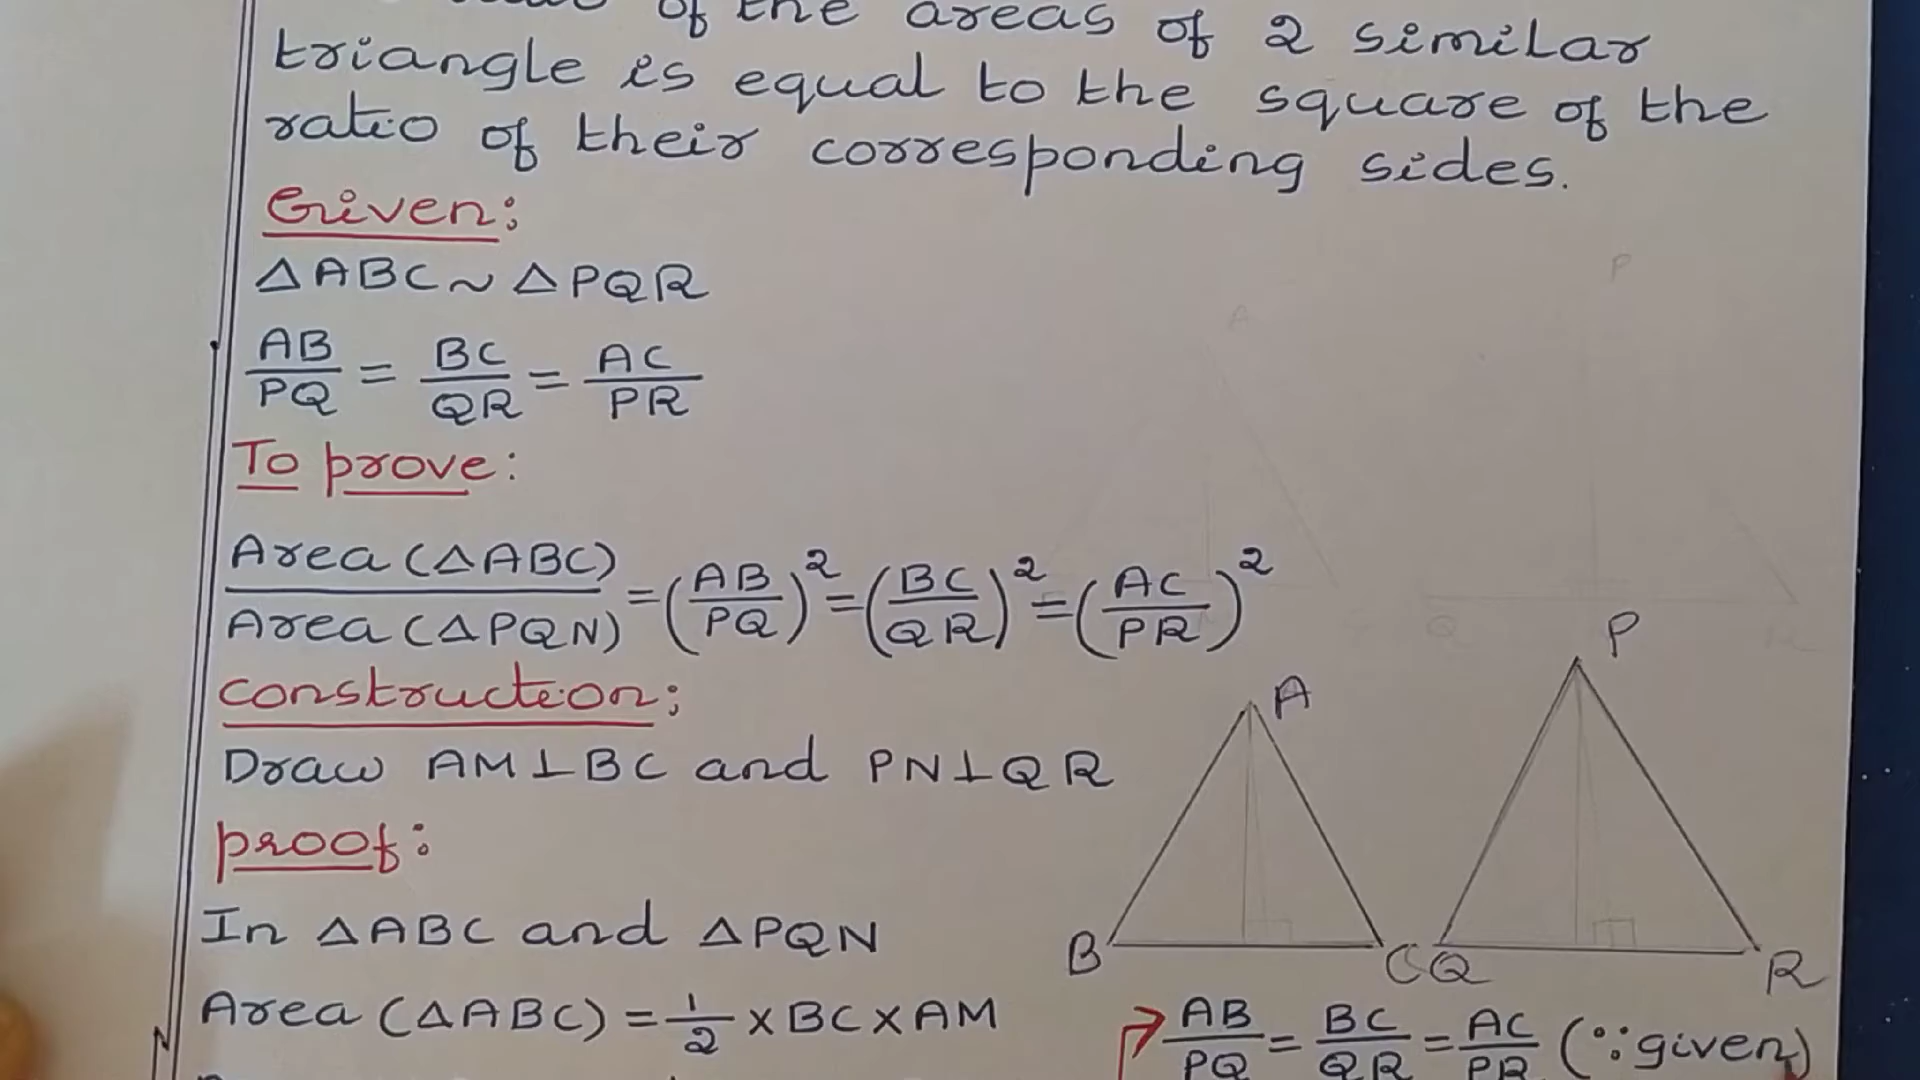 of the areas of 2 similar
triangle is equal to the square of the
ratio of their corresponding sides.
Given:
△ABC ~ △PQR
AB/PQ = BC/QR = AC/PR
To prove:
Area (△ABC)/Area (△PQN) = (AB/PQ)² = (BC/QR)² = (AC/PR)²
construction:
Draw AM⊥BC and PN⊥QR
proof:
In △ABC and △PQN
Area (△ABC) = 1/2 × BC × AM
A
B
C
P
Q
R
AB/PQ = BC/QR = AC/PR (∵ given)